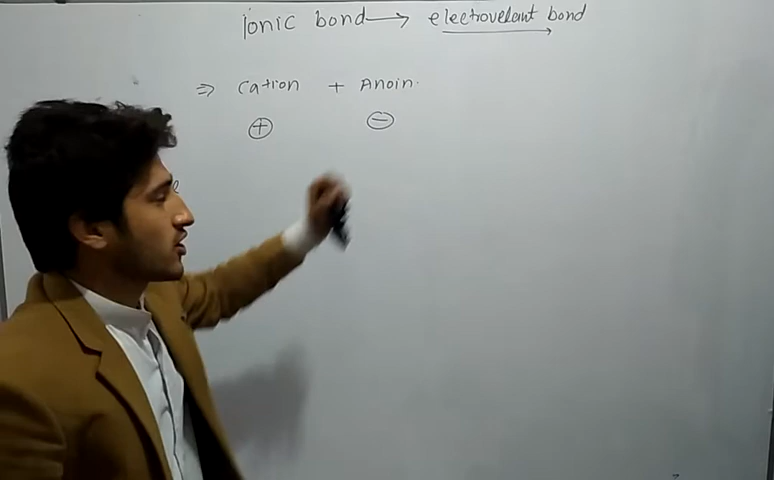 Ionic bond → electrovelant bond
⇒ Cation + Anoin.
⊕ ⊖